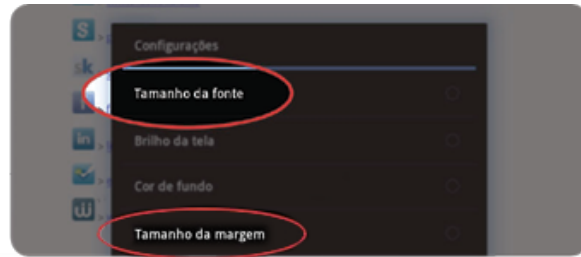 Configurações
Tamanho da fonte
Brilho da tela
Cor de fundo
Tamanho da margem